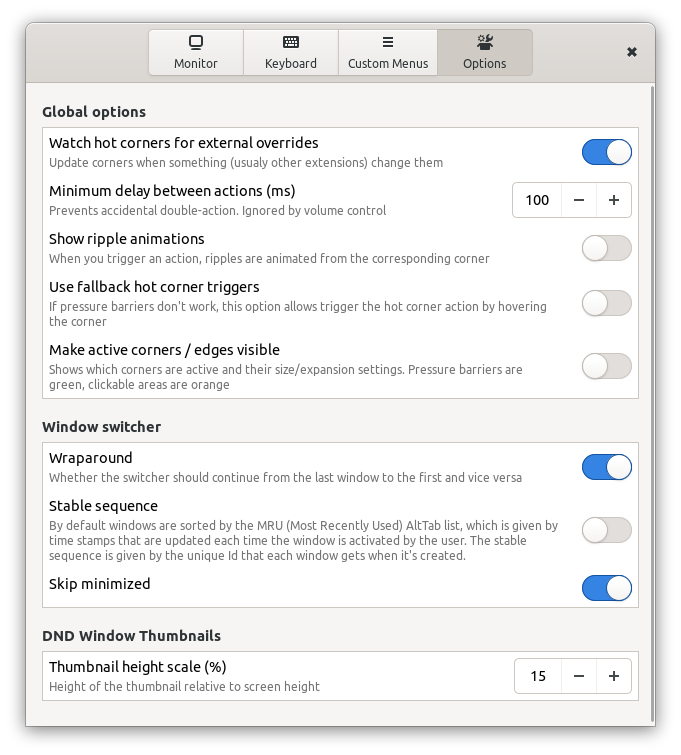 Monitor
Keyboard
Custom Menus
Options
Global options
Watch hot corners for external overrides
Update corners when something (usualy other extensions) change them
Minimum delay between actions (ms)
Prevents accidental double-action. Ignored by volume control
100
Show ripple animations
When you trigger an action, ripples are animated from the corresponding corner
Use fallback hot corner triggers
If pressure barriers don't work, this option allows trigger the hot corner action by hovering
the corner
Make active corners / edges visible
Shows which corners are active and their size/expansion settings. Pressure barriers are
green, clickable areas are orange
Window switcher
Wraparound
Whether the switcher should continue from the last window to the first and vice versa
Stable sequence
By default windows are sorted by the MRU (Most Recently Used) AltTab list, which is given by
time stamps that are updated each time the window is activated by the user. The stable
sequence is given by the unique Id that each window gets when it's created.
Skip minimized
DND Window Thumbnails
Thumbnail height scale (%)
Height of the thumbnail relative to screen height
15